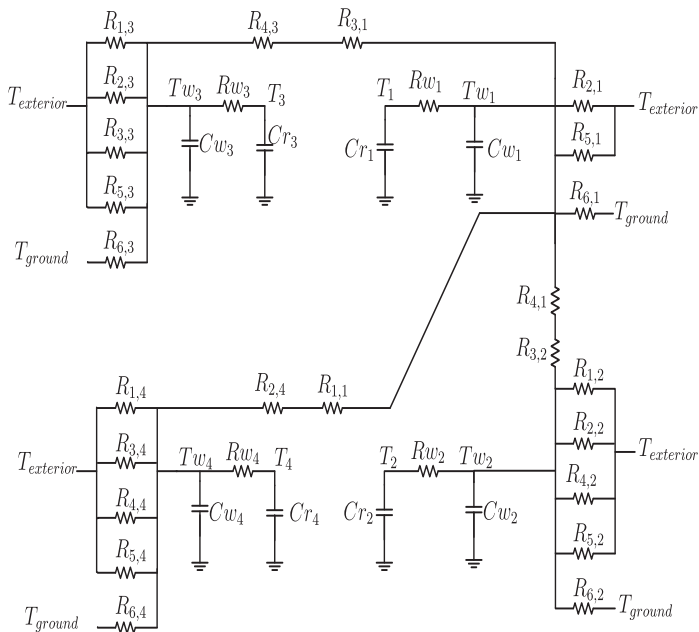 R1,3
R4,3
R3,1
R2,3
Texterior
Tw3
Rw3
T3
T1
Rw1
Tw1
R2,1
Texterior
R3,3
Cw3
Cr3
Cr1
Cw1
R5,1
R5,3
R6,1
Tground
R6,3
Tground
R4,1
R3,2
R1,4
R2,4
R1,1
R1,2
R3,4
R2,2
Texterior
Tw4
Rw4
T4
T2
Rw2
Tw2
Texterior
R4,4
Cw4
Cr4
Cr2
Cw2
R4,2
R5,4
R5,2
R6,4
Tground
R6,2
Tground